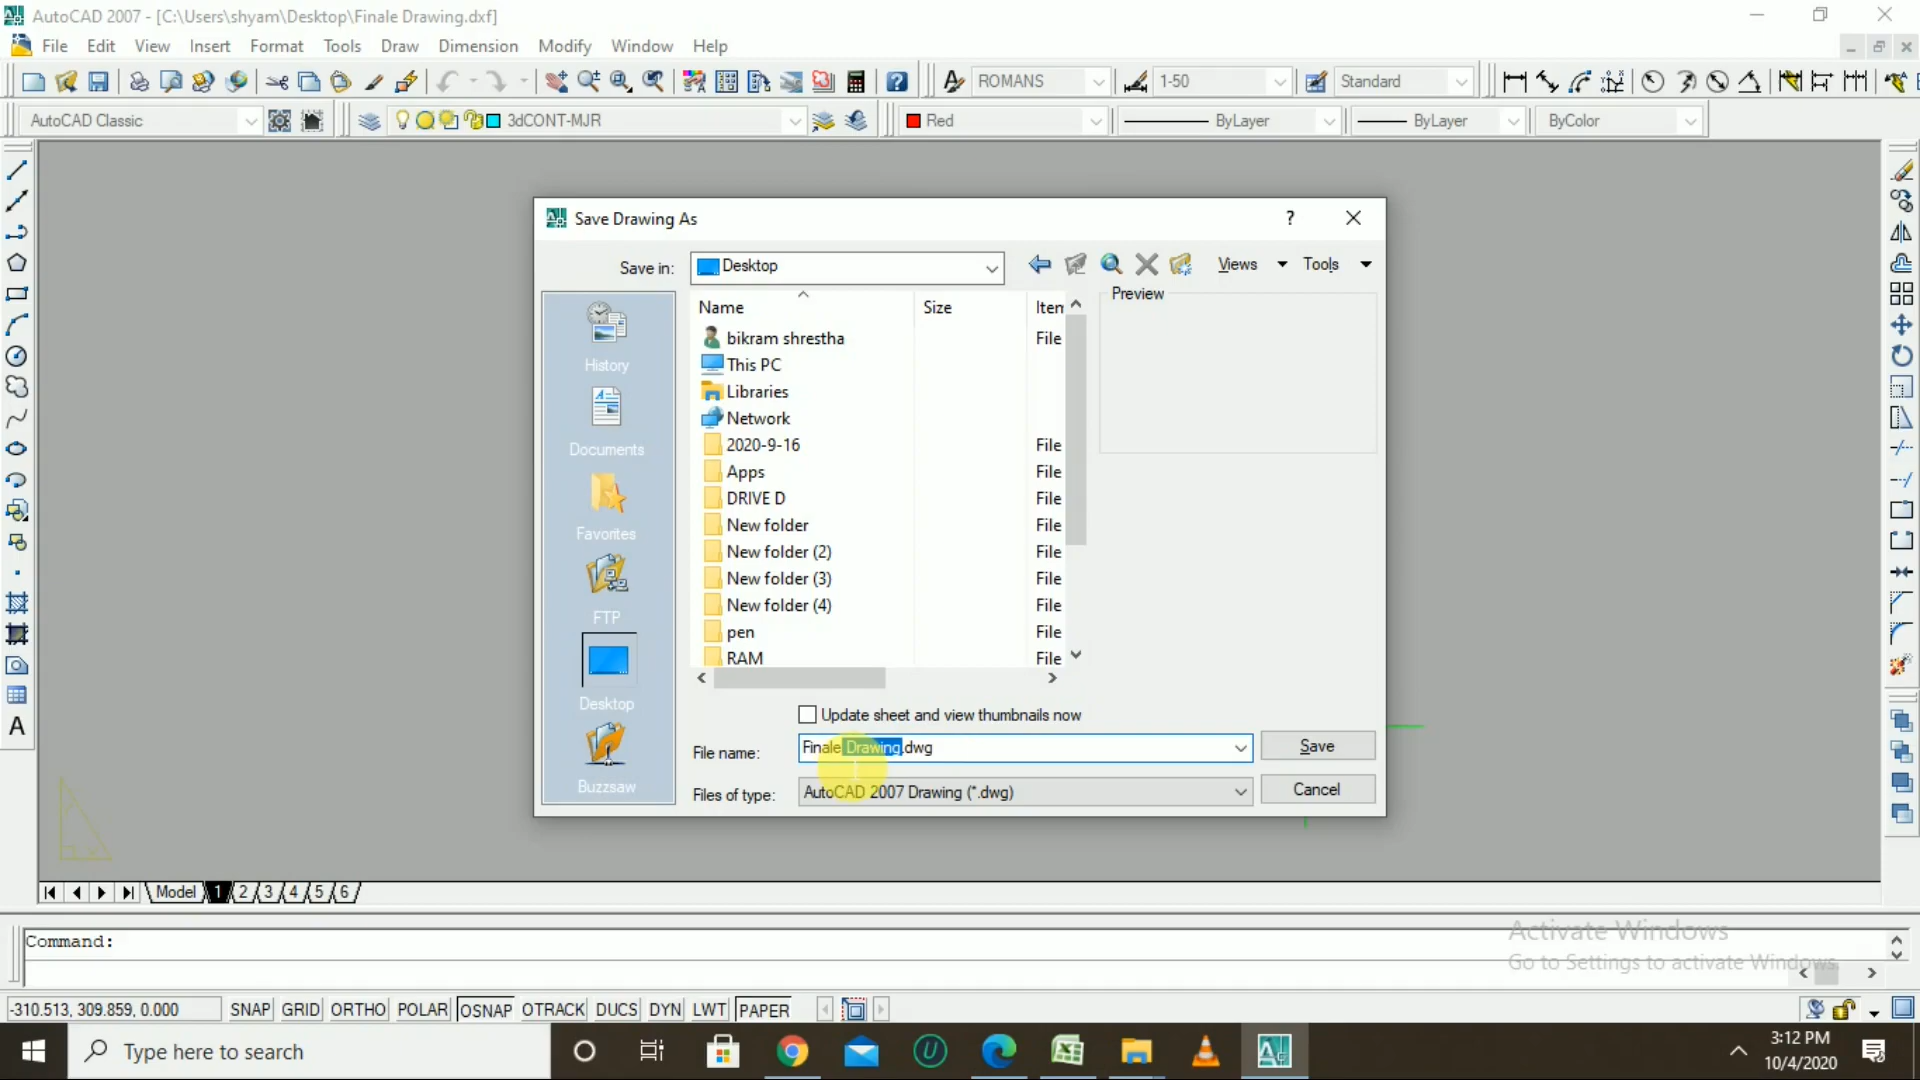 AutoCAD 2007 - [C:\Users\shyam\Desktop\Finale Drawing.dxf]
File Edit View Insert Format Tools Draw Dimension Modify Window Help
ROMANS 1-50 Standard
AutoCAD Classic 3dCONT-MJR Red ByLayer ByLayer ByColor
Save Drawing As ?
Save in: Desktop Views Tools
Name Size Item Preview
bikram shrestha File
This PC
Libraries
Network
2020-9-16 File
Apps File
DRIVE D File
New folder File
New folder (2) File
New folder (3) File
New folder (4) File
pen File
RAM File
History
Documents
Favorites
FTP
Desktop
Buzzsaw
Update sheet and view thumbnails now
File name: Finale Drawing.dwg Save
Files of type: AutoCAD 2007 Drawing (*.dwg) Cancel
Model 1 2 3 4 5 6
Command:
Activate Windows
Go to Settings to activate Windows.
-310.513, 309.859, 0.000 SNAP GRID ORTHO POLAR OSNAP OTRACK DUCS DYN LWT PAPER
Type here to search
3:12 PM
10/4/2020